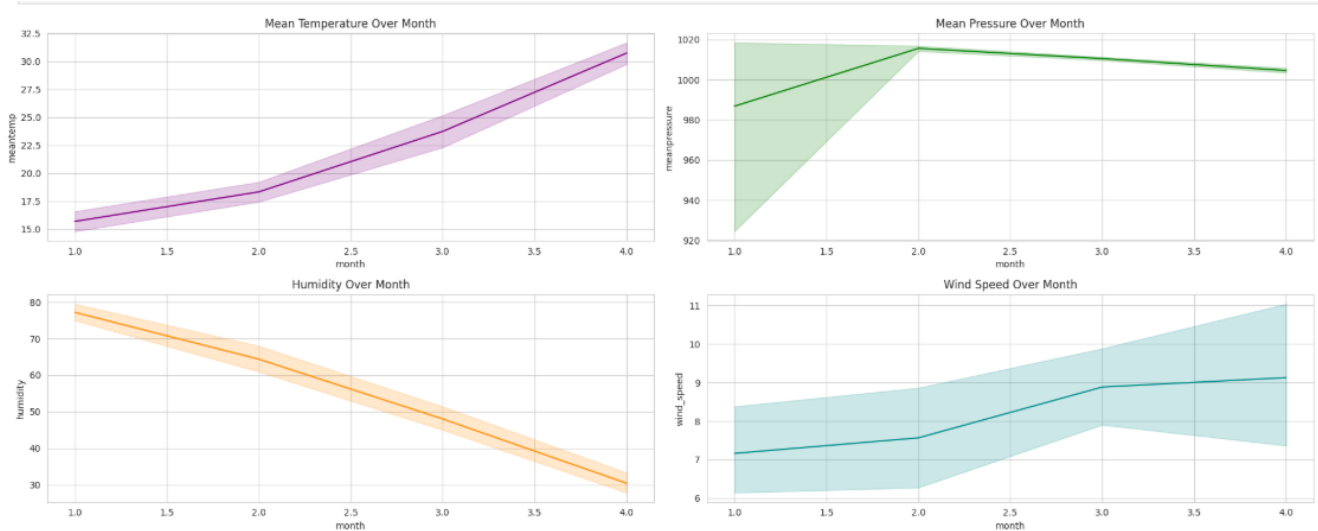 Mean Temperature Over Month
32.5
30.0
27.5
25.0
22.5
20.0
17.5
15.0
meantemp
1.0 1.5 2.0 2.5 3.0 3.5 4.0
month
Mean Pressure Over Month
1020
1000
980
960
940
920
meanpressure
1.0 1.5 2.0 2.5 3.0 3.5 4.0
month
Humidity Over Month
80
70
60
50
40
30
humidity
1.0 1.5 2.0 2.5 3.0 3.5 4.0
month
Wind Speed Over Month
11
10
9
8
7
6
wind_speed
1.0 1.5 2.0 2.5 3.0 3.5 4.0
month